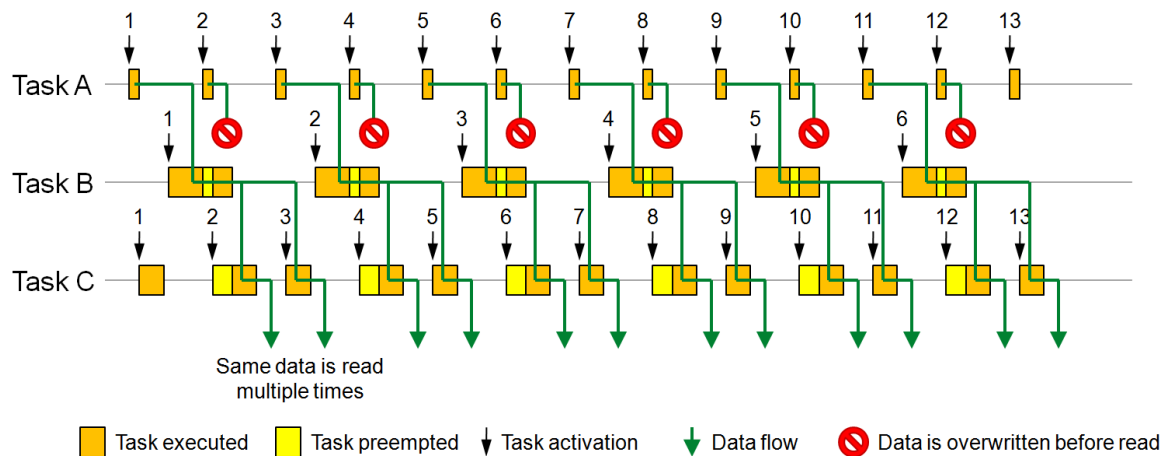 1 2 3 4 5 6 7 8 9 10 11 12 13
Task A
1 2 3 4 5 6
Task B
1 2 3 4 5 6 7 8 9 10 11 12 13
Task C
Same data is read
multiple times
Task executed Task preempted Task activation Data flow Data is overwritten before read